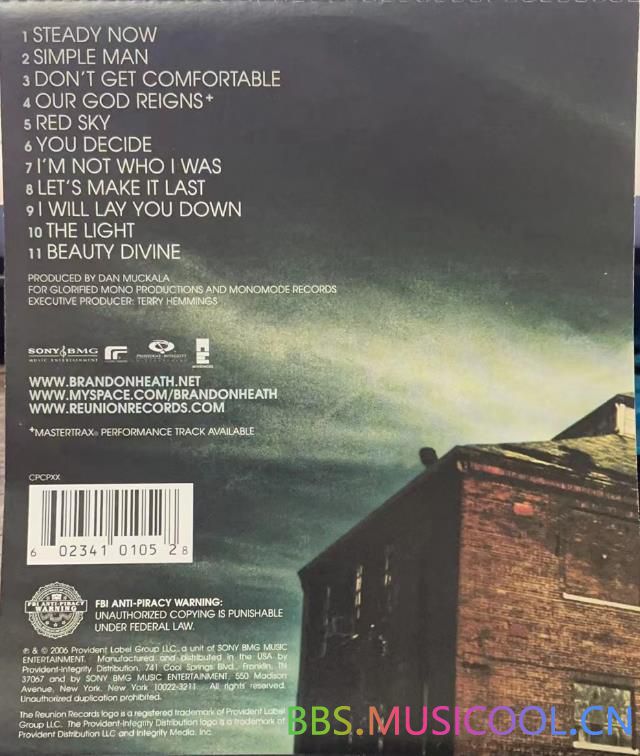 1 STEADY NOW
2 SIMPLE MAN
3 DON'T GET COMFORTABLE
4 OUR GOD REIGNS+
5 RED SKY
6 YOU DECIDE
7 I'M NOT WHO I WAS
8 LET'S MAKE IT LAST
9 I WILL LAY YOU DOWN
10 THE LIGHT
11 BEAUTY DIVINE
PRODUCED BY DAN MUCKALA
FOR GLORIFIED MONO PRODUCTIONS AND MONOMODE RECORDS
EXECUTIVE PRODUCER: TERRY HEMMINGS
SONY BMG
MUSIC ENTERTAINMENT
WWW.BRANDONHEATH.NET
WWW.MYSPACE.COM/BRANDONHEATH
WWW.REUNIONRECORDS.COM
+MASTERTRAX® PERFORMANCE TRACK AVAILABLE
CPCPXX
6 02341 0105 2 8
FBI ANTI-PIRACY
WARNING
FBI ANTI-PIRACY WARNING:
UNAUTHORIZED COPYING IS PUNISHABLE
UNDER FEDERAL LAW.
℗ & © 2006 Provident Label Group LLC, a unit of SONY BMG MUSIC
ENTERTAINMENT. Manufactured and distributed in the USA by
Provident-Integrity Distribution, 741 Cool Springs Blvd., Franklin, TN
37067 and by SONY BMG MUSIC ENTERTAINMENT, 550 Madison
Avenue, New York, New York 10022-3211. All rights reserved.
Unauthorized duplication prohibited.
The Reunion Records logo is a registered trademark of Provident Label
Group LLC. The Provident-Integrity Distribution logo is a trademark of
Provident Distribution LLC and Integrity Media, Inc.
BBS.MUSICOOL.CN